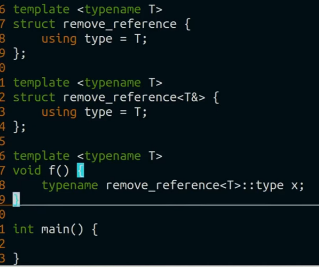 6 template <typename T>
7 struct remove_reference {
8     using type = T;
9 };
0
1 template <typename T>
2 struct remove_reference<T&> {
3     using type = T;
4 };
5
6 template <typename T>
7 void f() {
8     typename remove_reference<T>::type x;
9 }
0
1 int main() {
2
3 }